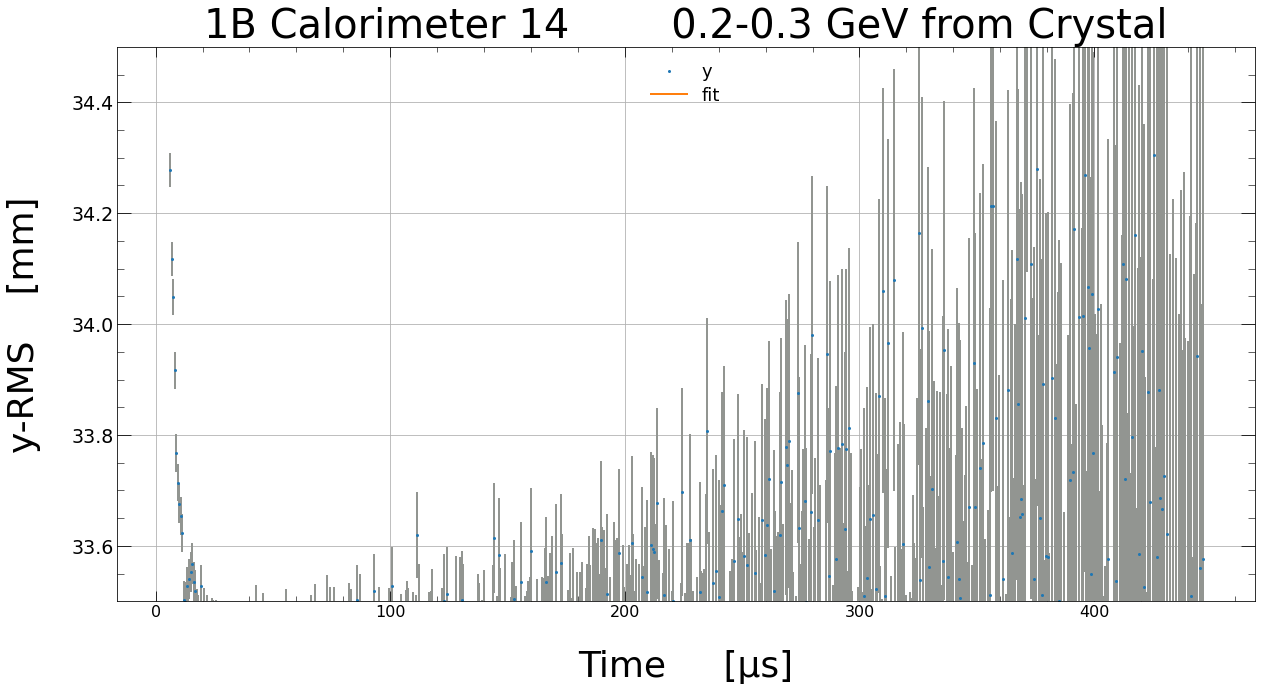 1B Calorimeter 14 0.2-0.3 GeV from Crystal
y
fit
y-RMS [mm]
34.4
34.2
34.0
33.8
33.6
0 100 200 300 400
Time [μs]